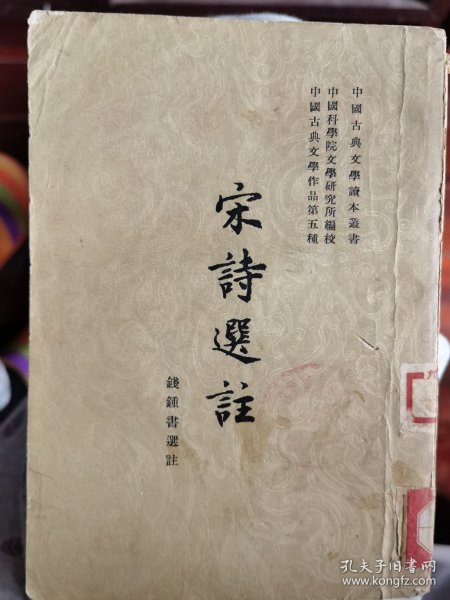 中國古典文學讀本叢書
中國科學院文學研究所編校
中國古典文學作品第五種
宋詩選註
錢鍾書選註
孔夫子旧书网
www.kongfz.com